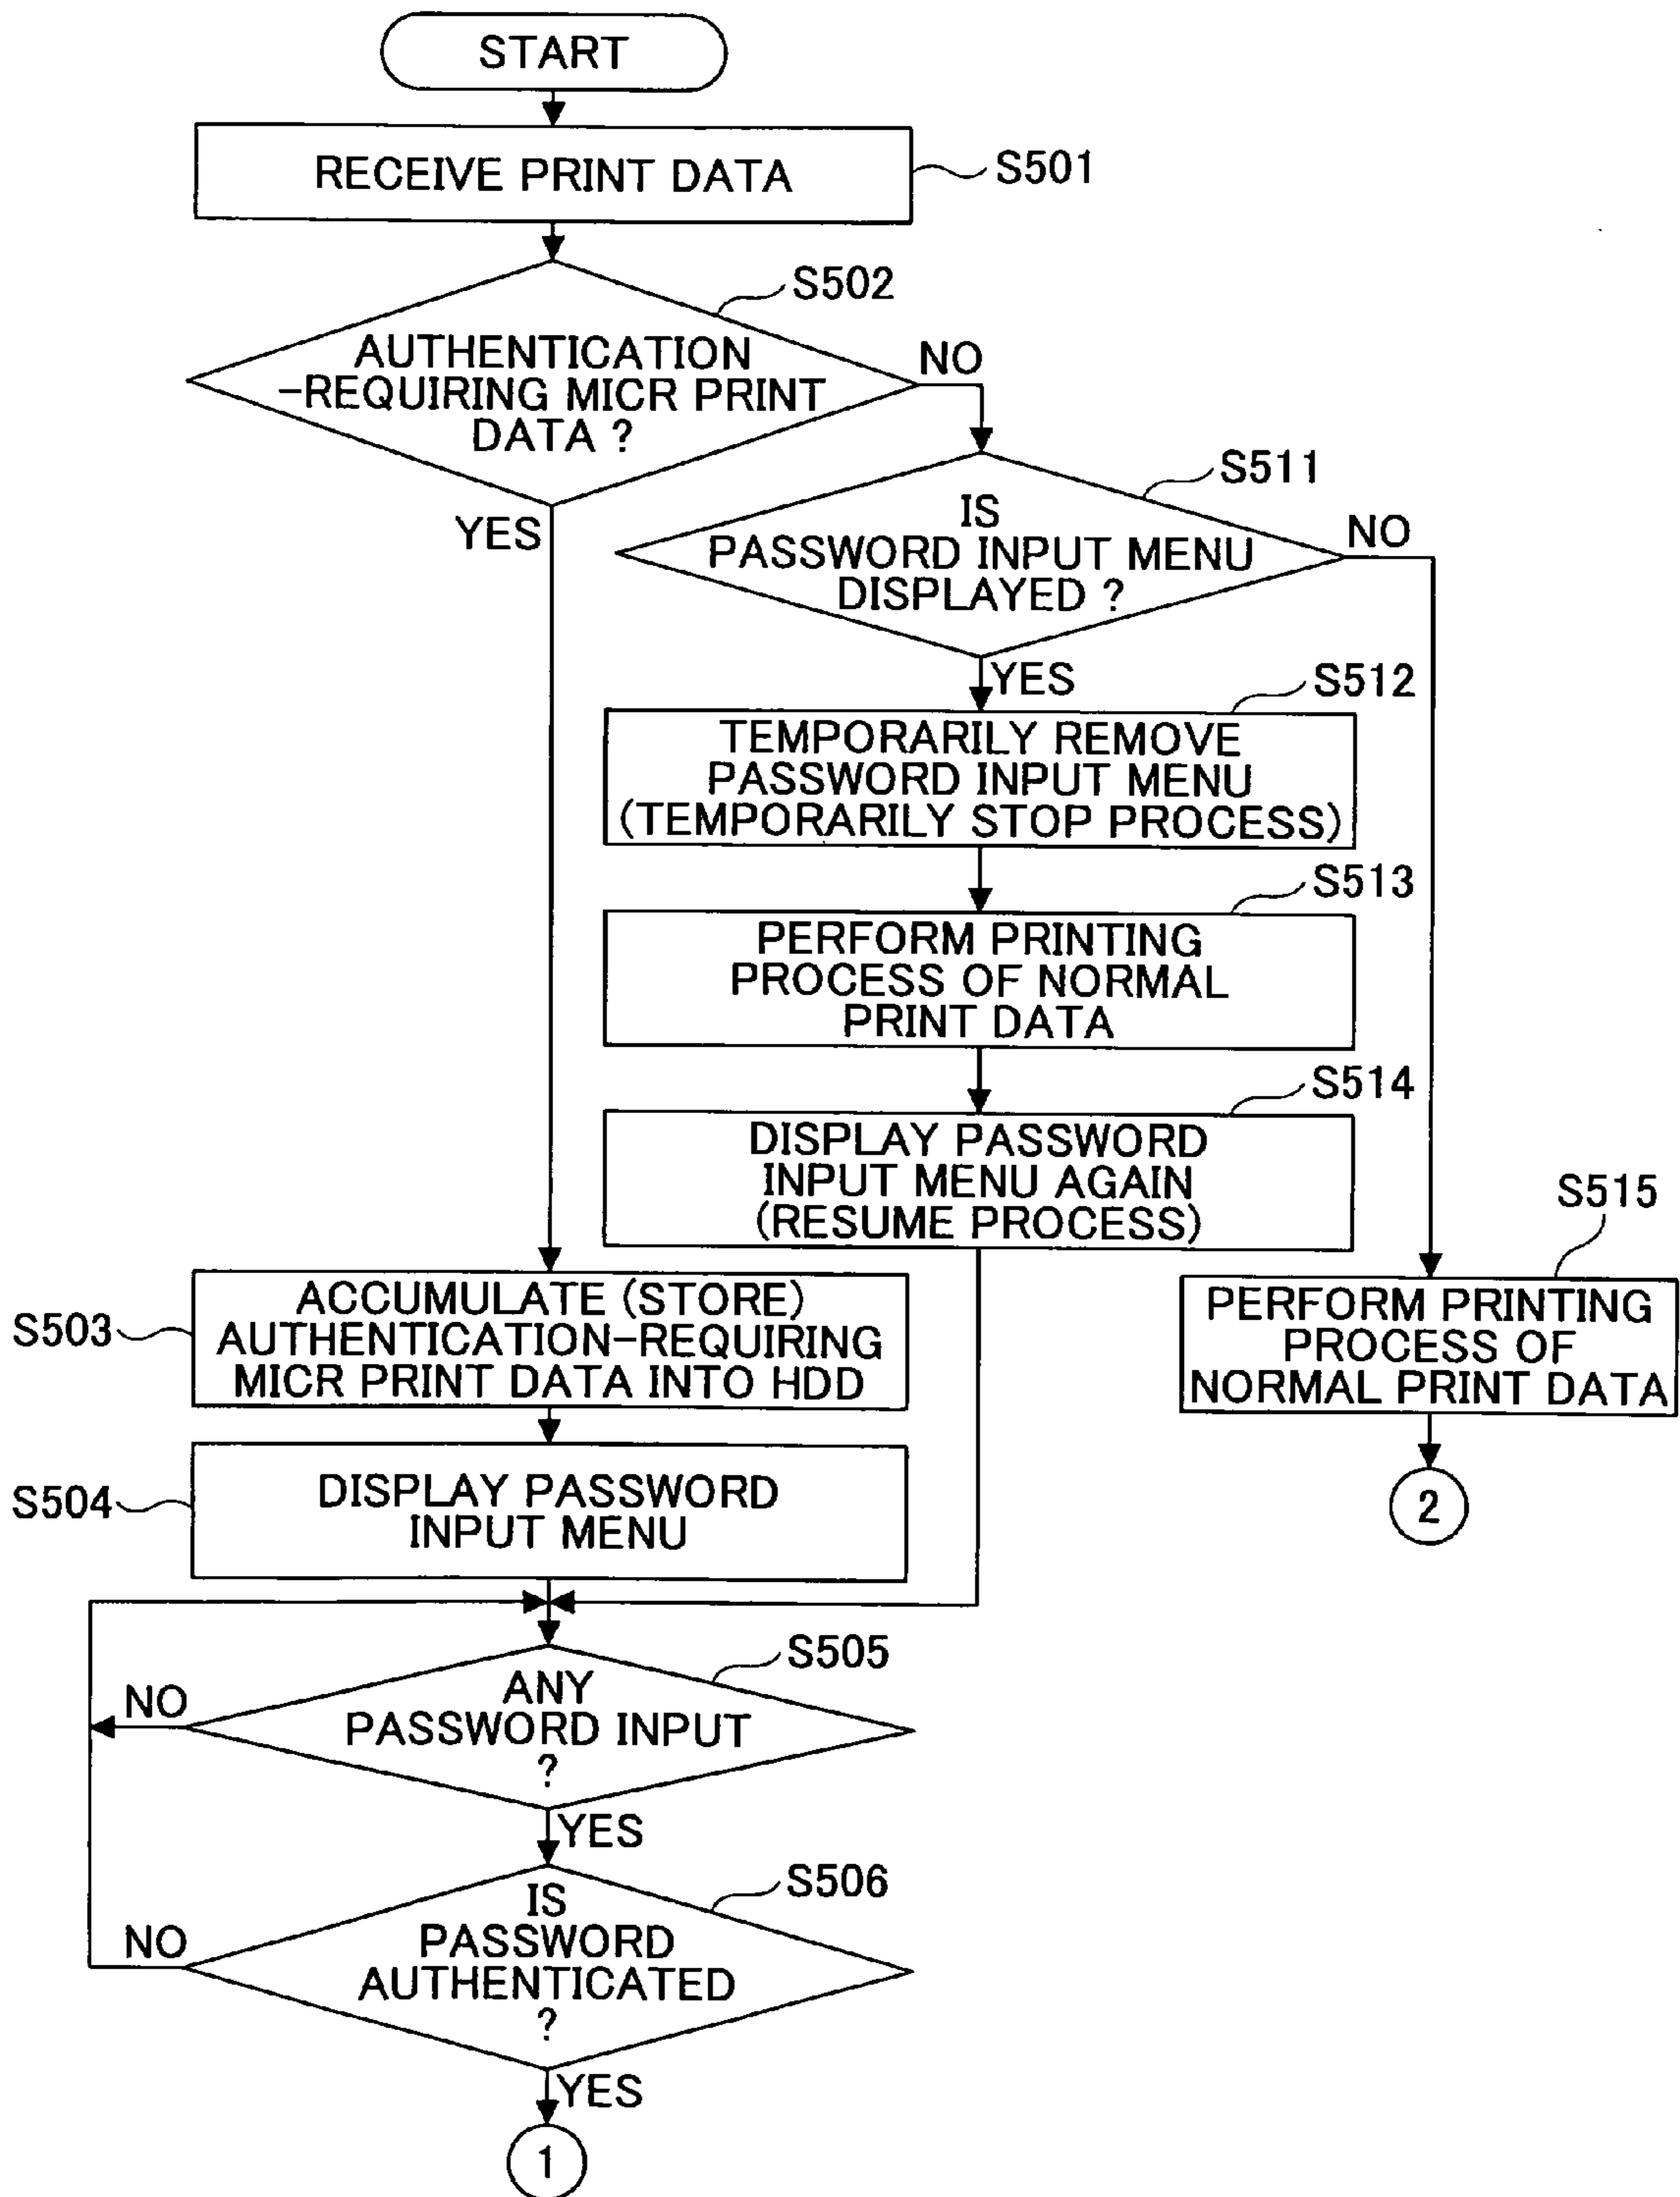 START
RECEIVE PRINT DATA
S501
S502
AUTHENTICATION
-REQUIRING MICR PRINT
DATA ?
NO
YES
S511
IS
PASSWORD INPUT MENU
DISPLAYED ?
NO
YES
S512
TEMPORARILY REMOVE
PASSWORD INPUT MENU
(TEMPORARILY STOP PROCESS)
S513
PERFORM PRINTING
PROCESS OF NORMAL
PRINT DATA
S514
DISPLAY PASSWORD
INPUT MENU AGAIN
(RESUME PROCESS)
S515
PERFORM PRINTING
PROCESS OF
NORMAL PRINT DATA
2
S503
ACCUMULATE (STORE)
AUTHENTICATION-REQUIRING
MICR PRINT DATA INTO HDD
S504
DISPLAY PASSWORD
INPUT MENU
S505
ANY
PASSWORD INPUT
?
NO
YES
S506
IS
PASSWORD
AUTHENTICATED
?
NO
YES
1